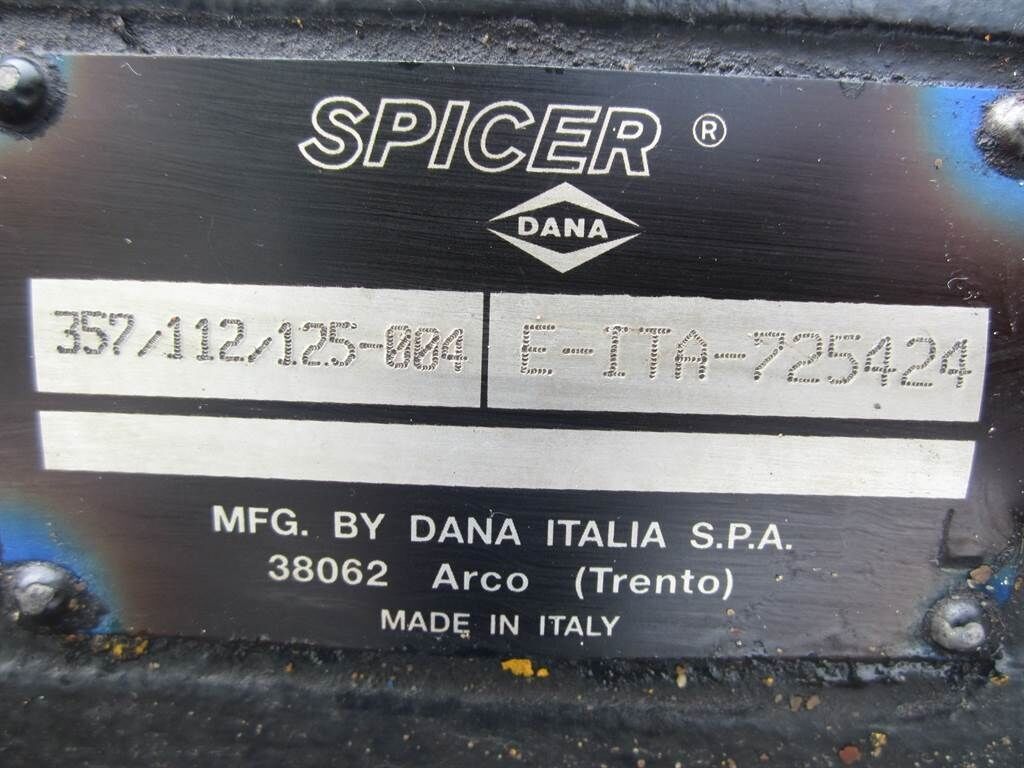 SPICER ®
DANA
357/112/125-004 E-ITA-725424
MFG. BY DANA ITALIA S.P.A.
38062 Arco (Trento)
MADE IN ITALY